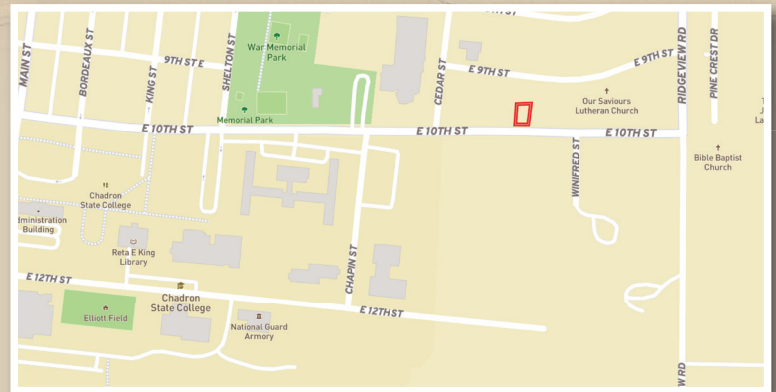 9TH ST E
War Memorial
Park
MAIN ST
BORDEAUX ST
KING ST
SHELTON ST
CEDAR ST
E 9TH ST
E 9TH ST
RIDGEVIEW RD
PINE CREST DR
Our Saviours
Lutheran Church
Memorial Park
E 10TH ST
E 10TH ST
E 10TH ST
Bible Baptist
Church
WINIFRED ST
Chadron
State College
Building
Reta E King
Library
CHAPIN ST
E 12TH ST
Chadron
State College
E 12TH ST
Elliott Field
National Guard
Armory
W RD